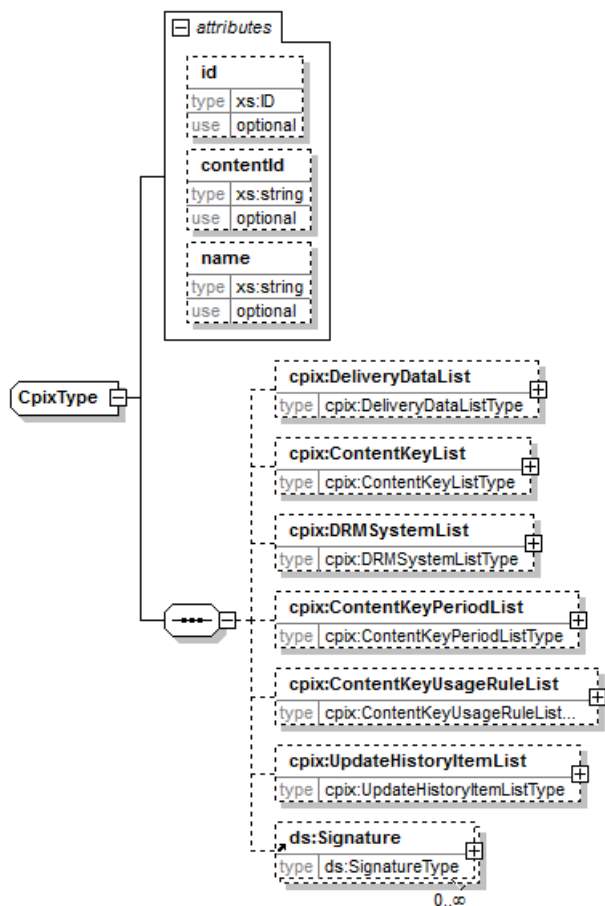 attributes
id
type xs:ID
use optional
contentId
type xs:string
use optional
name
type xs:string
use optional
CpixType
cpix:DeliveryDataList
type cpix:DeliveryDataListType
cpix:ContentKeyList
type cpix:ContentKeyListType
cpix:DRMSystemList
type cpix:DRMSystemListType
cpix:ContentKeyPeriodList
type cpix:ContentKeyPeriodListType
cpix:ContentKeyUsageRuleList
type cpix:ContentKeyUsageRuleList...
cpix:UpdateHistoryItemList
type cpix:UpdateHistoryItemListType
ds:Signature
type ds:SignatureType
0..∞